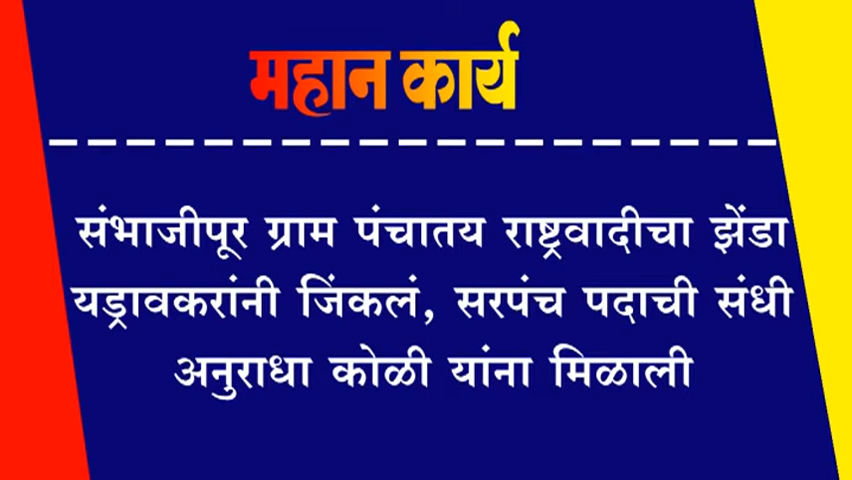 महान कार्य
संभाजीपूर ग्राम पंचातय राष्ट्रवादीचा झेंडा
यड्रावकरांनी जिंकलं, सरपंच पदाची संधी
अनुराधा कोळी यांना मिळाली